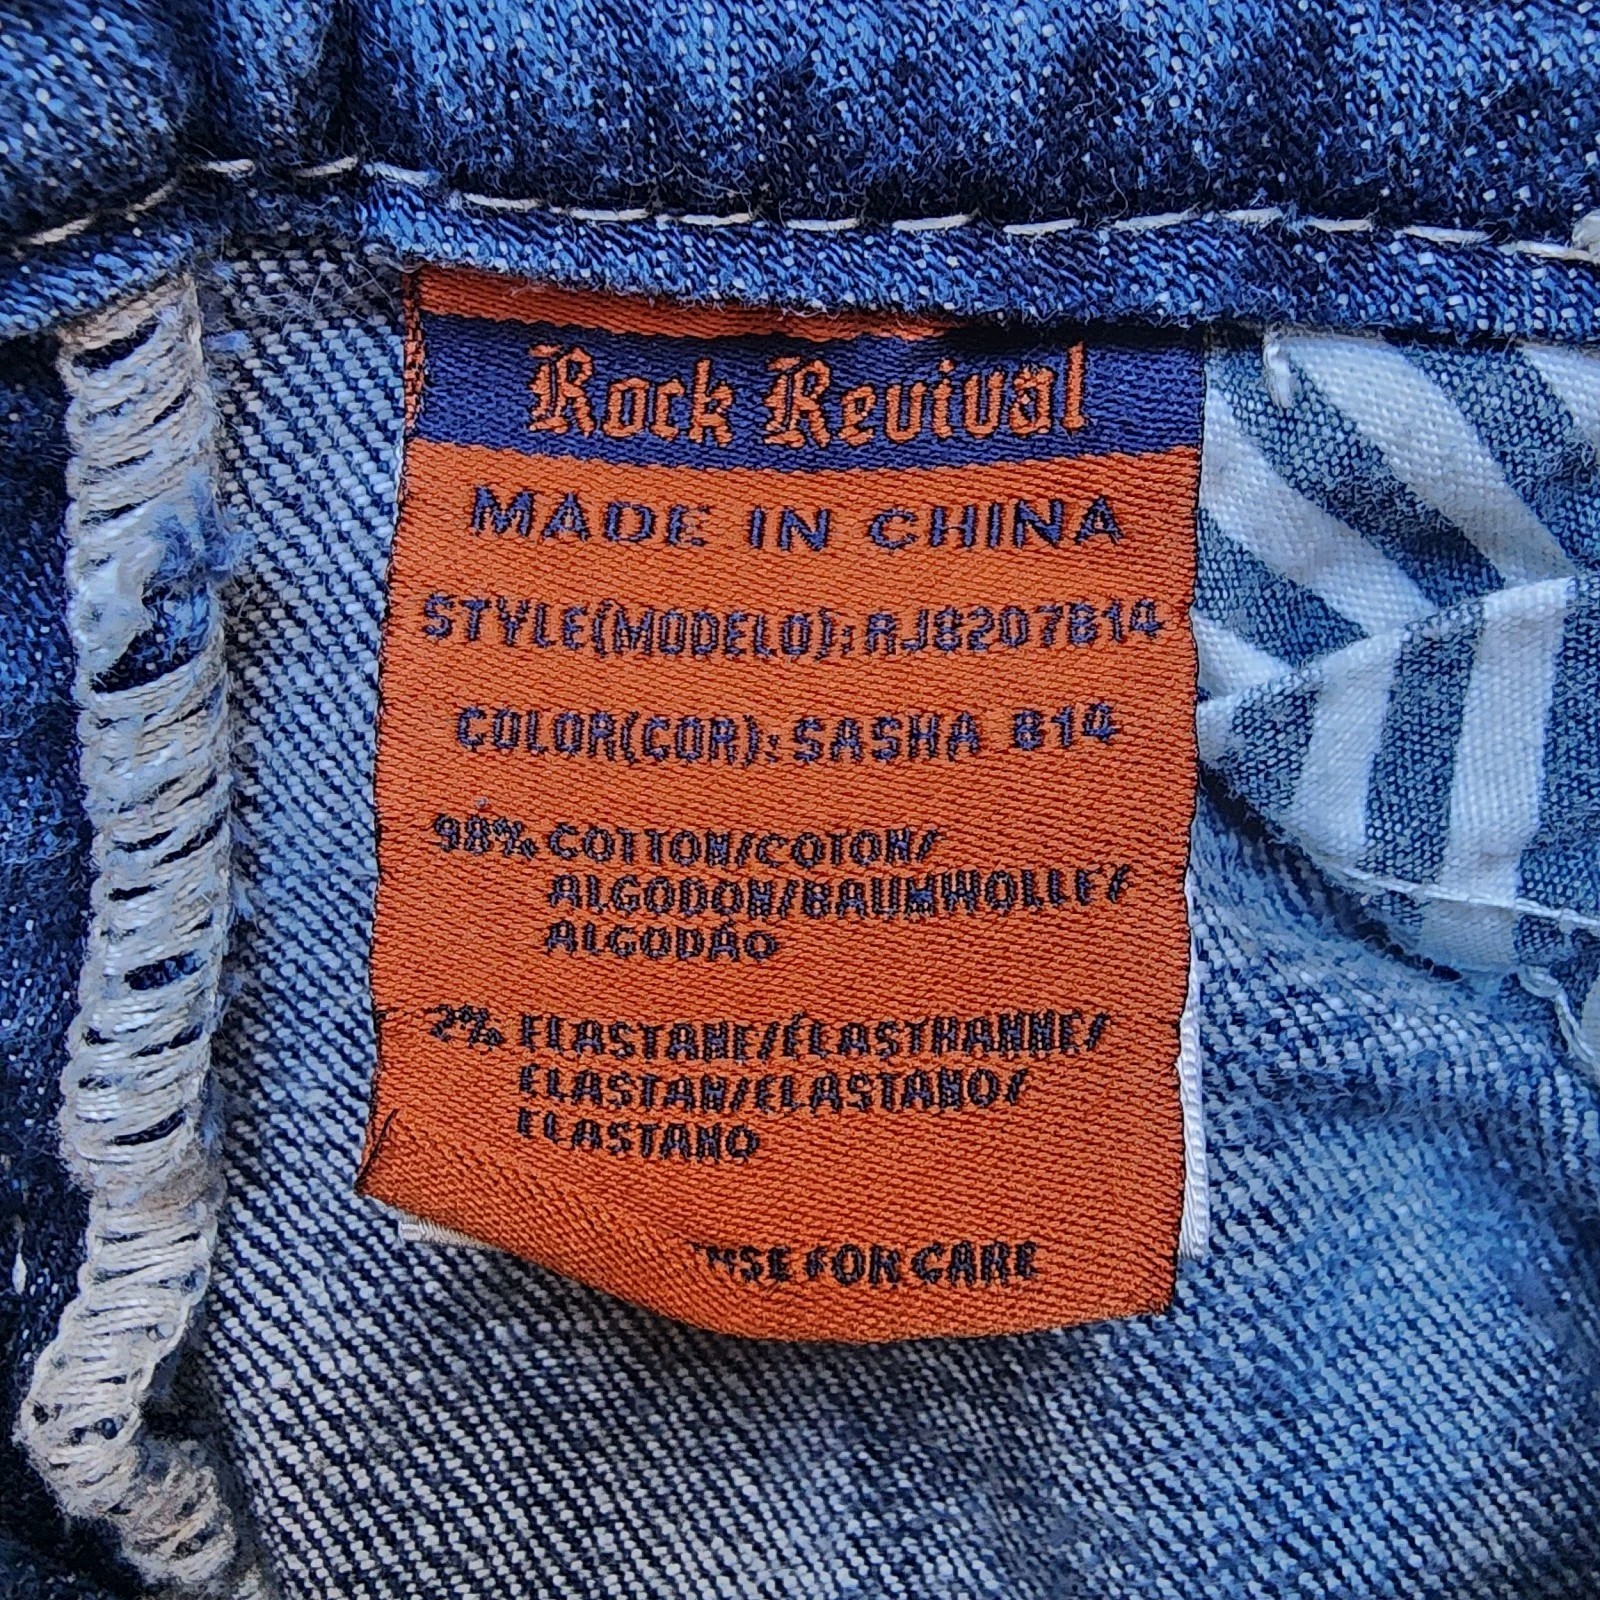 Rock Revival
MADE IN CHINA
STYLE(MODELO): RJ8207B14
COLOR(COR): SASHA B14
98% COTTON/COTON/
ALGODON/BAUMWOLLE/
ALGODÃO
2% ELASTANE/ÉLASTHANNE/
ELASTAN/ELASTANO/
ELASTANO
FOR CARE